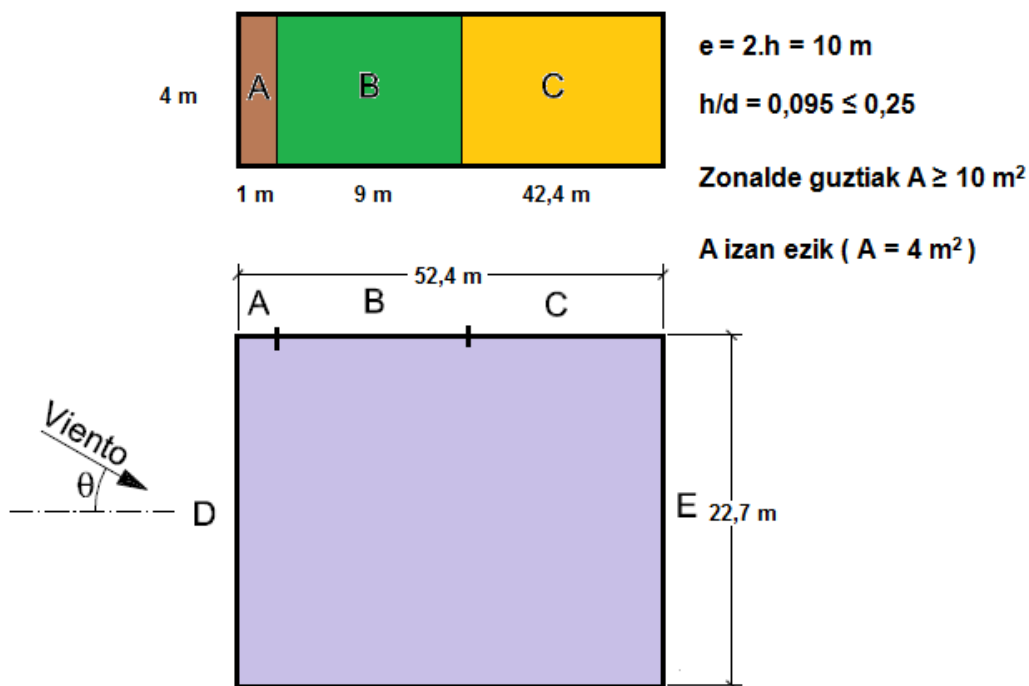 e = 2.h = 10 m
4 m
A
B
C
h/d = 0,095 ≤ 0,25
1 m
9 m
42,4 m
Zonalde guztiak A ≥ 10 m²
A izan ezik ( A = 4 m² )
52,4 m
A
B
C
Viento
θ
D
E
22,7 m